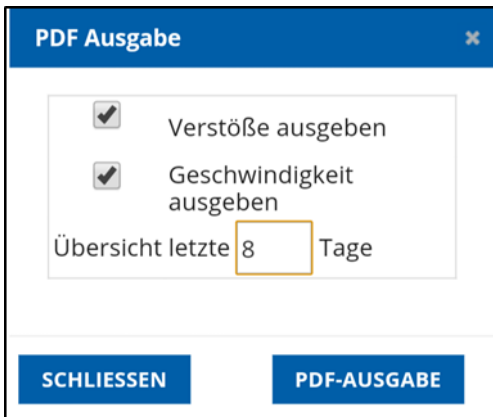 PDF Ausgabe
Verstöße ausgeben
Geschwindigkeit
ausgeben
Übersicht letzte 8 Tage
SCHLIESSEN PDF-AUSGABE